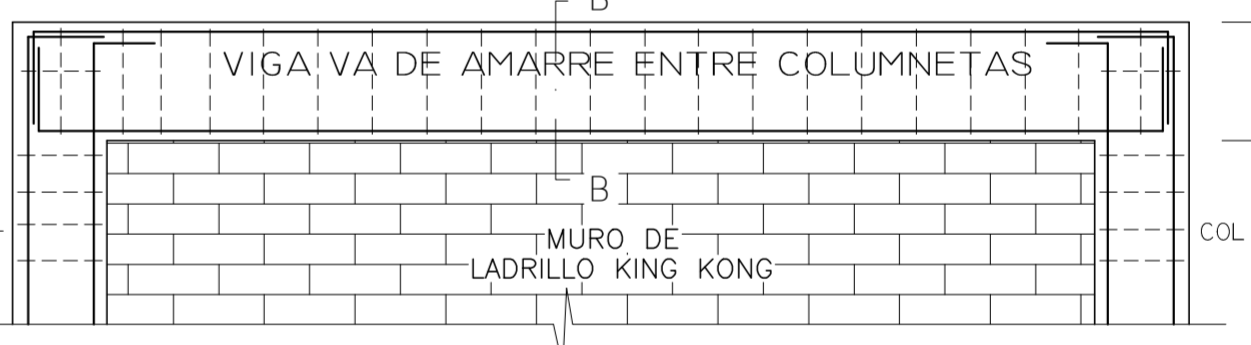 B
VIGA VA DE AMARRE ENTRE COLUMNETAS
B
MURO DE
LADRILLO KING KONG
COL